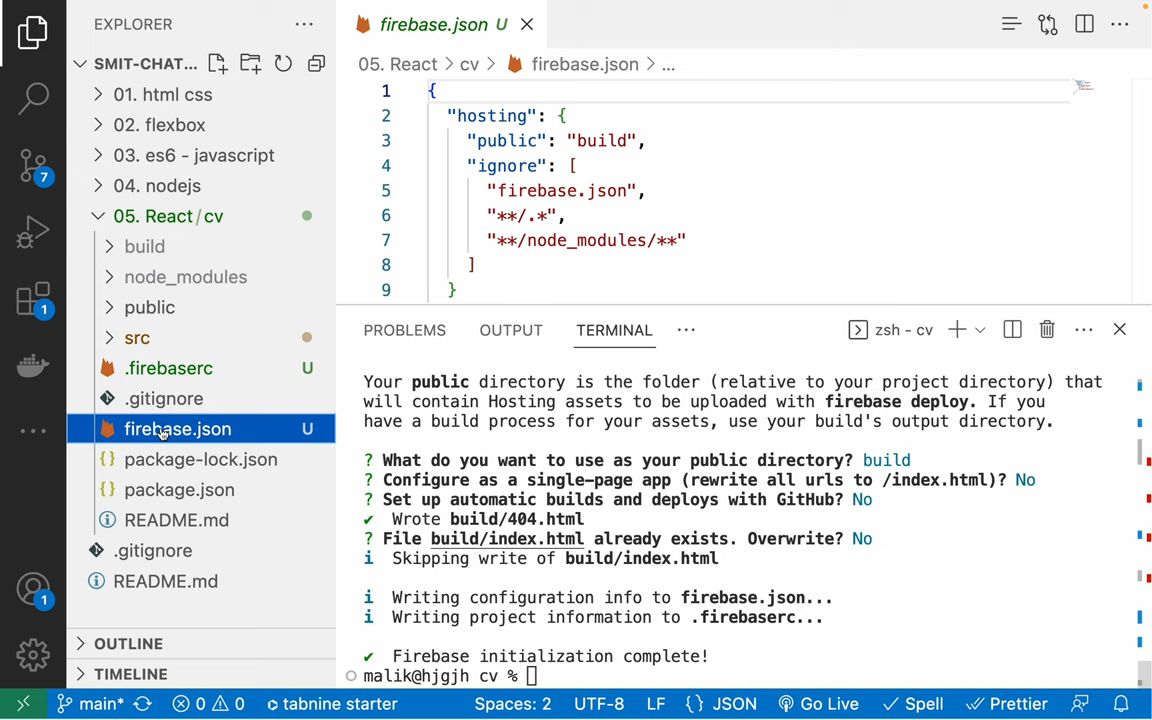 EXPLORER
SMIT-CHAT...
01. html css
02. flexbox
03. es6 - javascript
04. nodejs
05. React/cv
build
node_modules
public
src
.firebaserc U
.gitignore
firebase.json U
package-lock.json
package.json
README.md
.gitignore
README.md
OUTLINE
TIMELINE
7
1
1
firebase.json U
05. React > cv > firebase.json > ...
1 {
2 "hosting": {
3 "public": "build",
4 "ignore": [
5 "firebase.json",
6 "**/.*",
7 "**/node_modules/**"
8 ]
9 }
PROBLEMS OUTPUT TERMINAL ... zsh - cv
Your public directory is the folder (relative to your project directory) that
will contain Hosting assets to be uploaded with firebase deploy. If you
have a build process for your assets, use your build's output directory.
? What do you want to use as your public directory? build
? Configure as a single-page app (rewrite all urls to /index.html)? No
? Set up automatic builds and deploys with GitHub? No
✔ Wrote build/404.html
? File build/index.html already exists. Overwrite? No
i Skipping write of build/index.html
i Writing configuration info to firebase.json...
i Writing project information to .firebaserc...
✔ Firebase initialization complete!
malik@hjgjh cv %
main* 0 0 tabnine starter Spaces: 2 UTF-8 LF {} JSON Go Live Spell Prettier